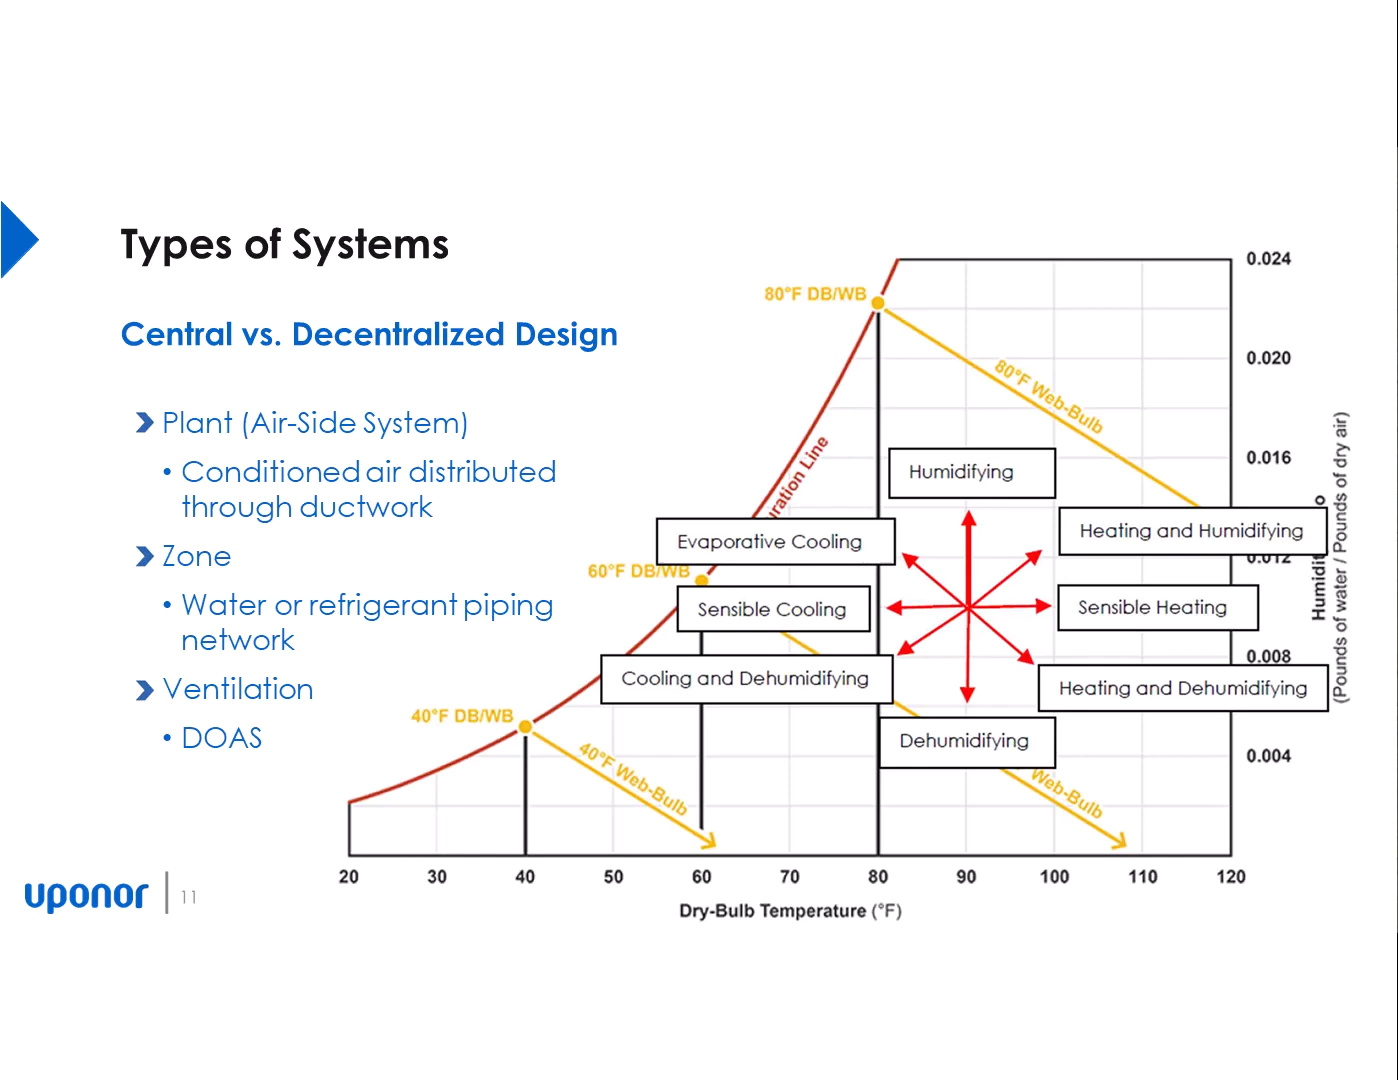 Types of Systems
Central vs. Decentralized Design
Plant (Air-Side System)
• Conditioned air distributed
through ductwork
Zone
• Water or refrigerant piping
network
Ventilation
• DOAS
uponor
11
80°F DB/WB
80°F Web-Bulb
Line
60°F DB/WB
40°F DB/WB
40°F Web-Bulb
Web-Bulb
Humidifying
Evaporative Cooling
Heating and Humidifying
Sensible Cooling
Sensible Heating
Cooling and Dehumidifying
Heating and Dehumidifying
Dehumidifying
0.024
0.020
0.016
0.012
0.008
0.004
(Pounds of water / Pounds of dry air)
20 30 40 50 60 70 80 90 100 110 120
Dry-Bulb Temperature (°F)